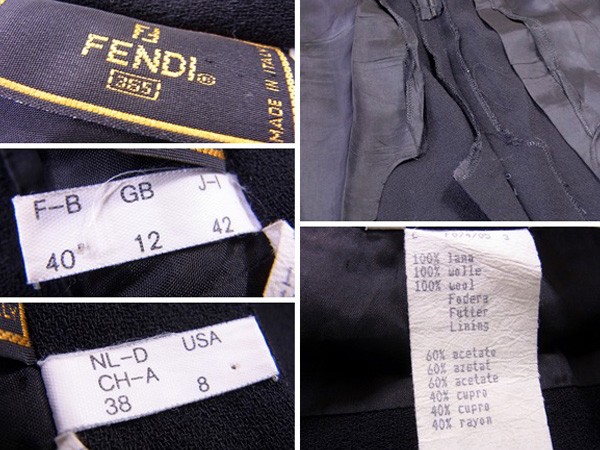 FENDI®
365
MADE IN ITALY
F-B GB J-I
40 12 42
NL-D USA
CH-A
38 8
100% lana
100% wolle
100% wool
Fodera
Futter
Lining
60% acetate
60% azetat
60% acetate
40% cupro
40% cupro
40% rayon